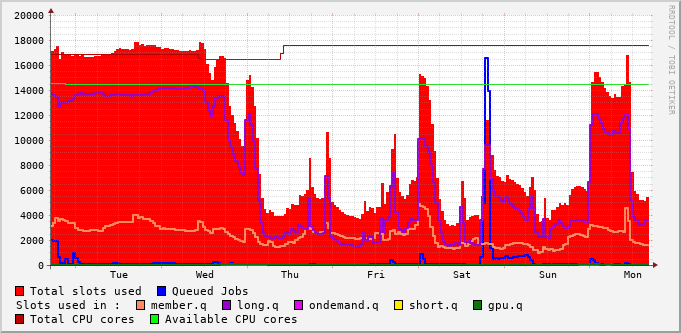 20000
18000
16000
14000
12000
10000
8000
6000
4000
2000
0
Tue Wed Thu Fri Sat Sun Mon
RRDTOOL / TOBI OETIKER
Total slots used Queued Jobs
Slots used in : member.q long.q ondemand.q short.q gpu.q
Total CPU cores Available CPU cores